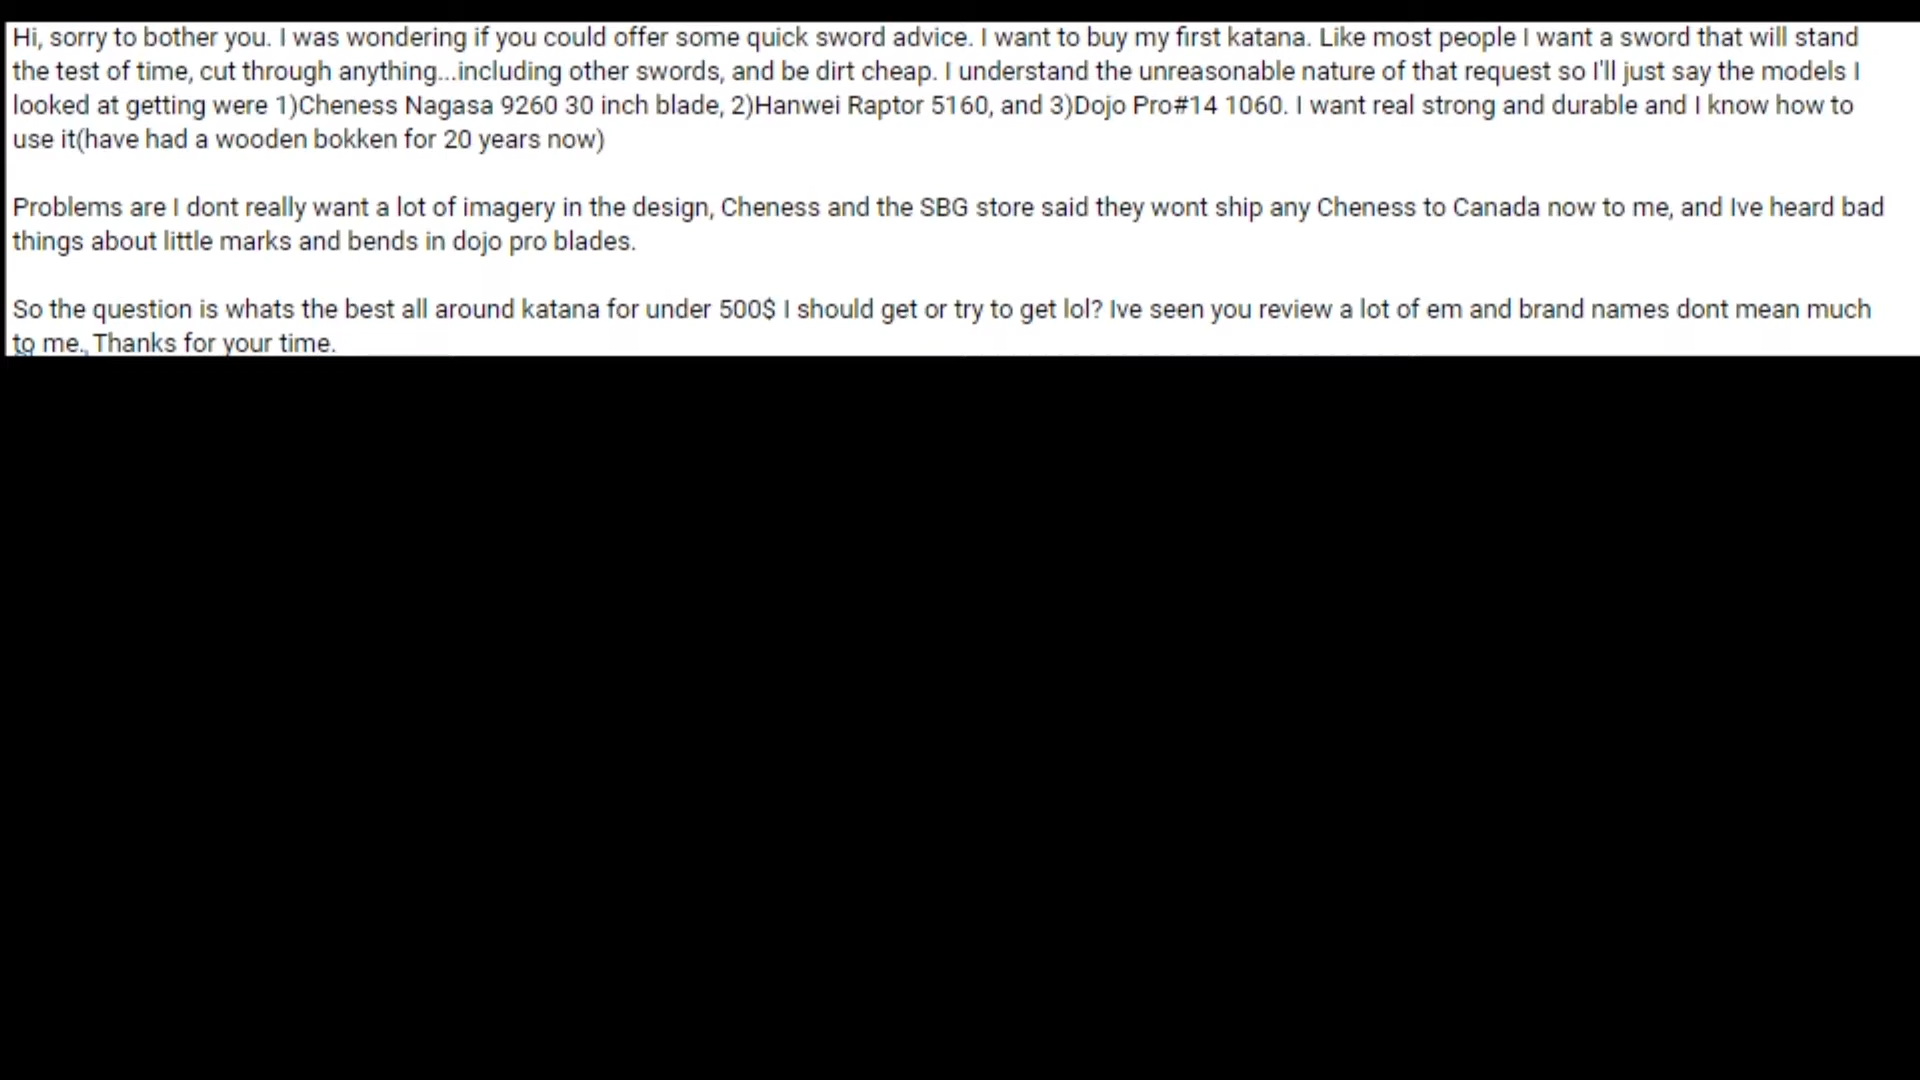 Hi, sorry to bother you. I was wondering if you could offer some quick sword advice. I want to buy my first katana. Like most people I want a sword that will stand
the test of time, cut through anything...including other swords, and be dirt cheap. I understand the unreasonable nature of that request so I'll just say the models I
looked at getting were 1)Cheness Nagasa 9260 30 inch blade, 2)Hanwei Raptor 5160, and 3)Dojo Pro#14 1060. I want real strong and durable and I know how to
use it(have had a wooden bokken for 20 years now)
Problems are I dont really want a lot of imagery in the design, Cheness and the SBG store said they wont ship any Cheness to Canada now to me, and Ive heard bad
things about little marks and bends in dojo pro blades.
So the question is whats the best all around katana for under 500$ I should get or try to get lol? Ive seen you review a lot of em and brand names dont mean much
to me., Thanks for your time.